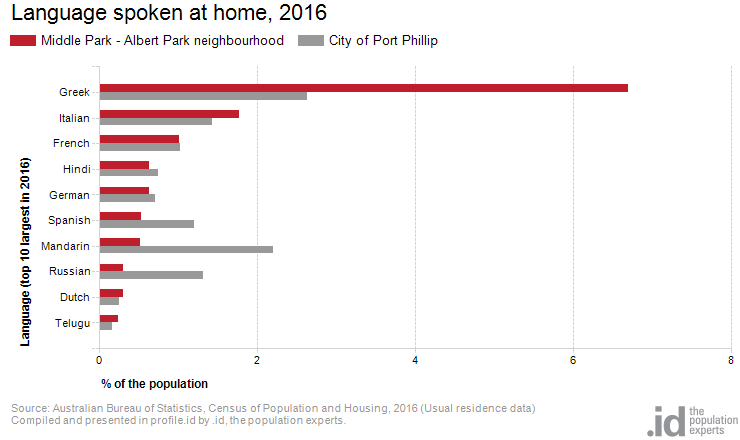 Language spoken at home, 2016
Middle Park - Albert Park neighbourhood
City of Port Phillip
Language (top 10 largest in 2016)
Greek
Italian
French
Hindi
German
Spanish
Mandarin
Russian
Dutch
Telugu
0 2 4 6 8
% of the population
Source: Australian Bureau of Statistics, Census of Population and Housing, 2016 (Usual residence data)
Compiled and presented in profile.id by .id, the population experts.
.id the
population
experts